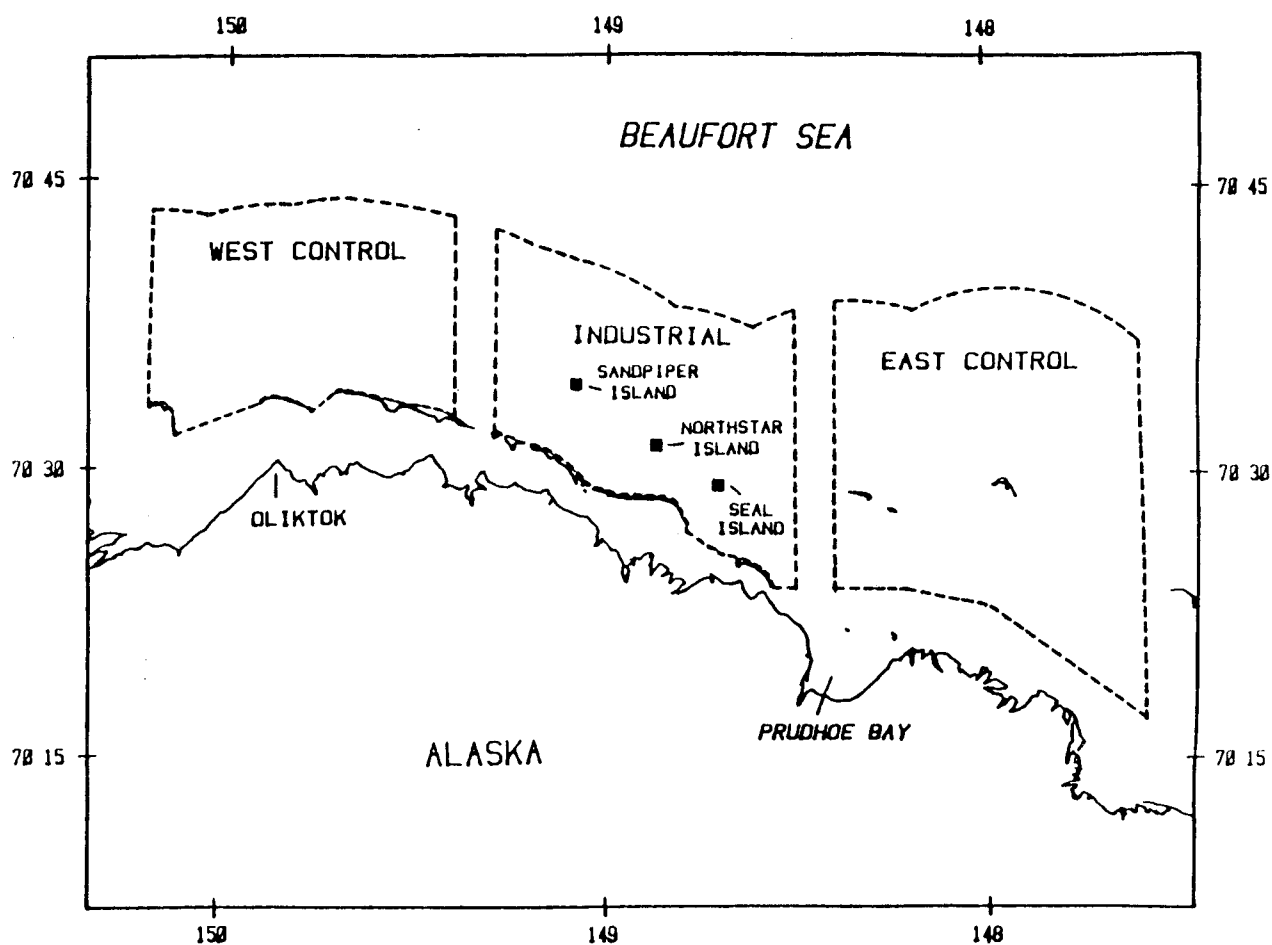 150 149 148
BEAUFORT SEA
70 45 70 45
WEST CONTROL
INDUSTRIAL
EAST CONTROL
SANDPIPER
ISLAND
NORTHSTAR
ISLAND
70 30 70 30
SEAL
ISLAND
OLIKTOK
PRUDHOE BAY
ALASKA
70 15 70 15
150 149 148